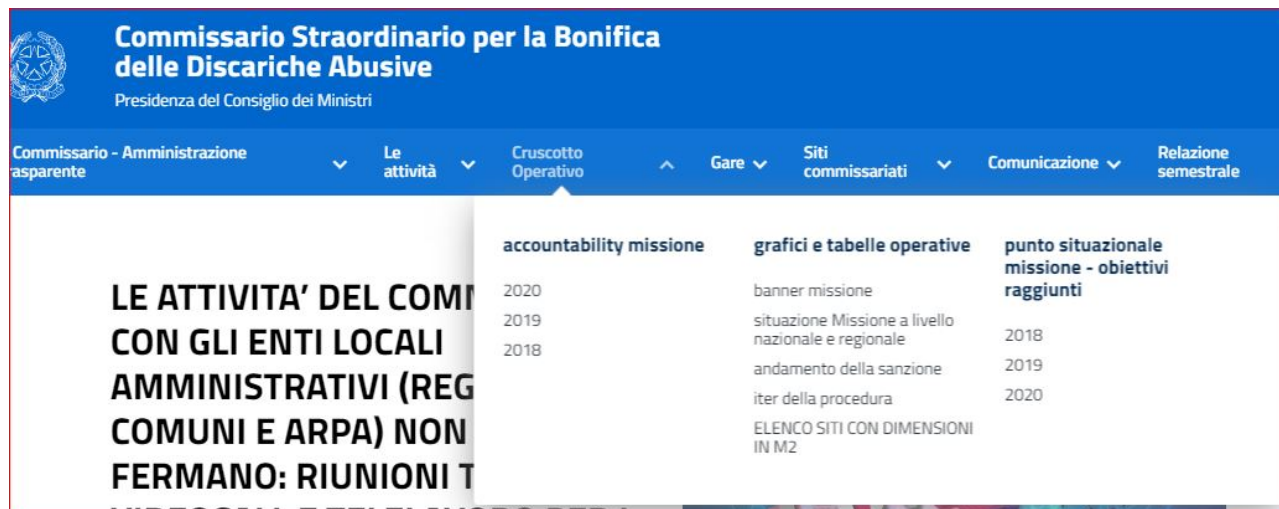 Commissario Straordinario per la Bonifica
delle Discariche Abusive
Presidenza del Consiglio dei Ministri
Commissario - Amministrazione
asparente
Le
attività
Cruscotto
Operativo
Gare
Siti
commissariati
Comunicazione
Relazione
semestrale
accountability missione
2020
2019
2018
grafici e tabelle operative
banner missione
situazione Missione a livello
nazionale e regionale
andamento della sanzione
iter della procedura
ELENCO SITI CON DIMENSIONI
IN M2
punto situazionale
missione - obiettivi
raggiunti
2018
2019
2020
LE ATTIVITA’ DEL COM
CON GLI ENTI LOCALI
AMMINISTRATIVI (REG
COMUNI E ARPA) NON
FERMANO: RIUNIONI T